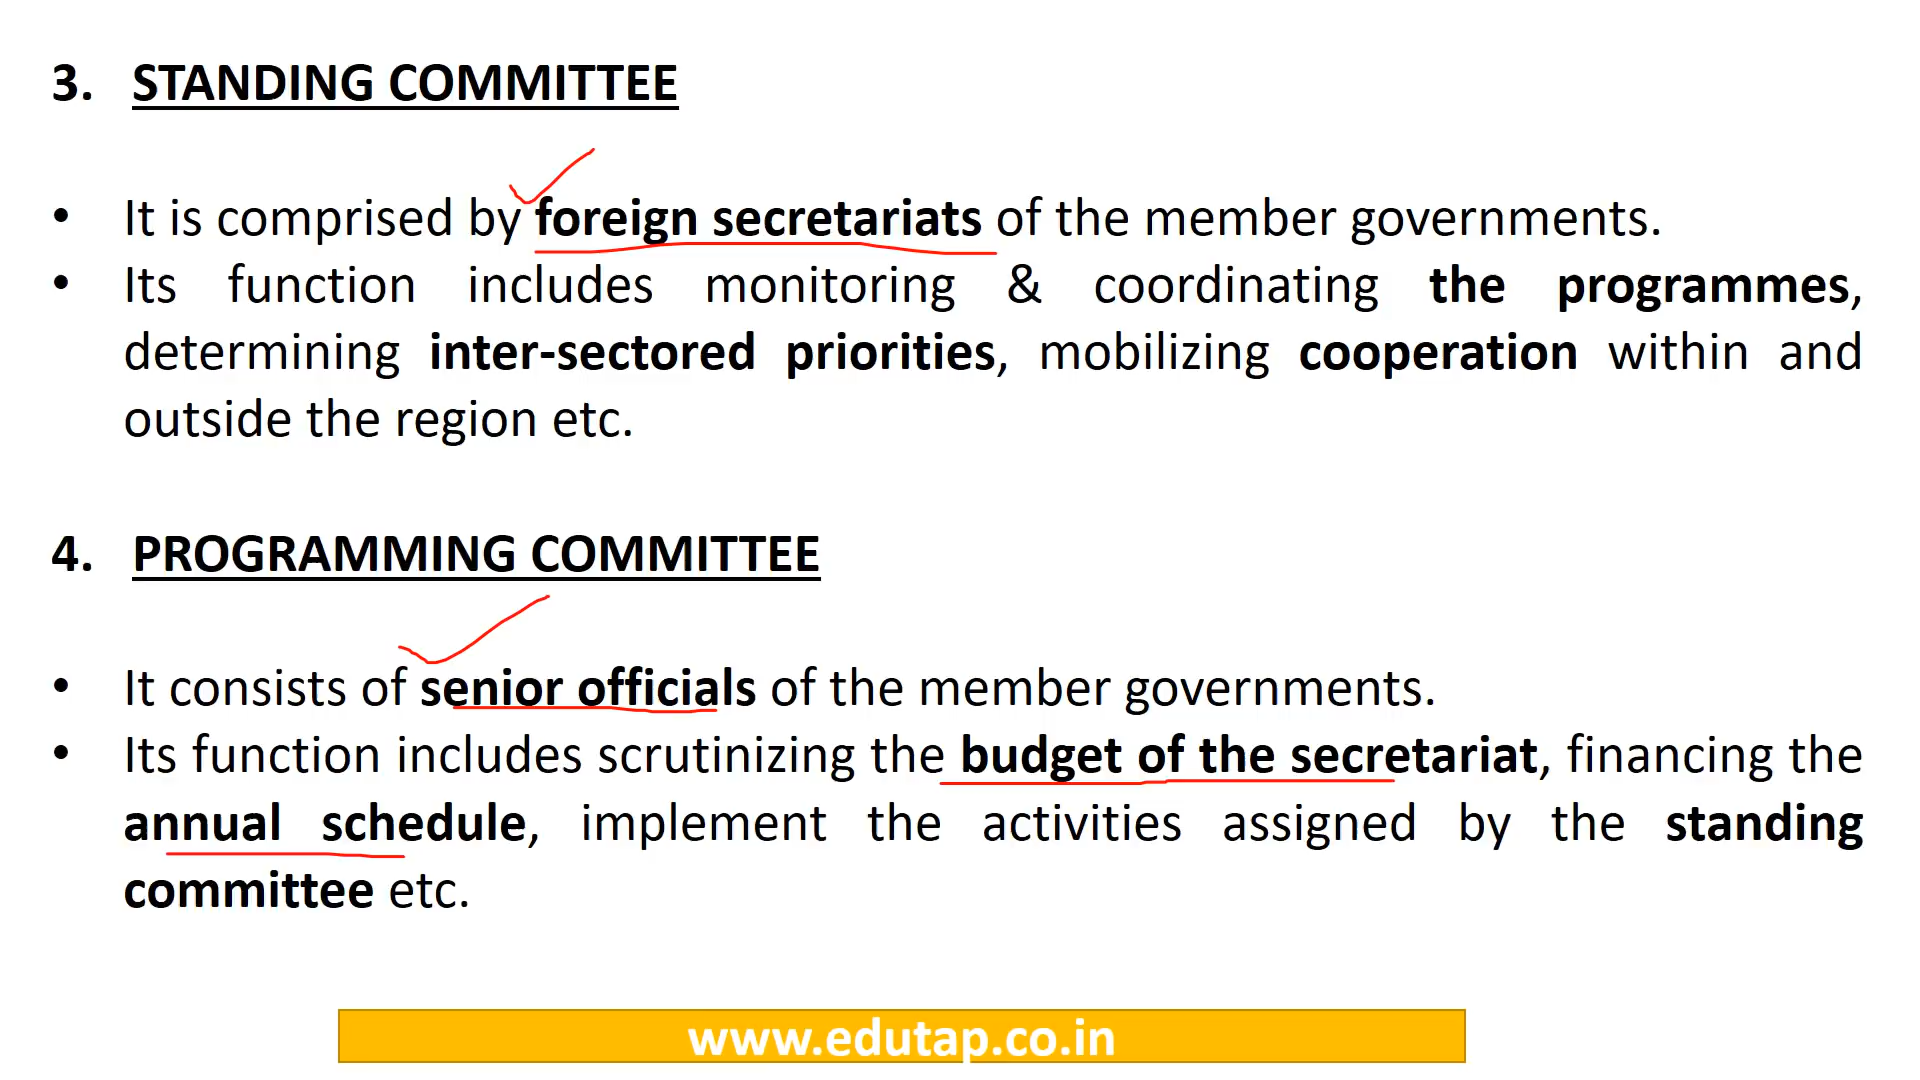 3. STANDING COMMITTEE
• It is comprised by foreign secretariats of the member governments.
• Its function includes monitoring & coordinating the programmes,
determining inter-sectored priorities, mobilizing cooperation within and
outside the region etc.
4. PROGRAMMING COMMITTEE
• It consists of senior officials of the member governments.
• Its function includes scrutinizing the budget of the secretariat, financing the
annual schedule, implement the activities assigned by the standing
committee etc.
www.edutap.co.in